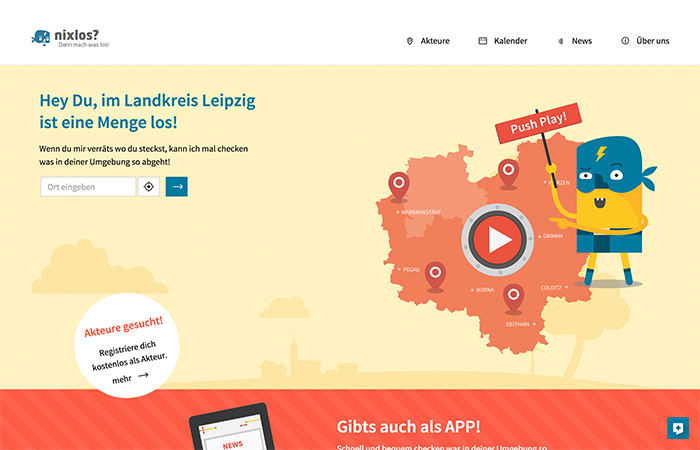 nixlos?
Dann mach was los!
Akteure
Kalender
News
Über uns
Hey Du, im Landkreis Leipzig
ist eine Menge los!
Wenn du mir verräts wo du steckst, kann ich mal checken
was in deiner Umgebung so abgeht!
Ort eingeben
Push Play!
MARKRANSTÄDT
GRIMMA
PEGAU
BORNA
COLDITZ
GEITHAIN
Akteure gesucht!
Registriere dich
kostenlos als Akteur.
mehr
NEWS
Gibts auch als APP!
Schnell und bequem checken was in deiner Umgebung so